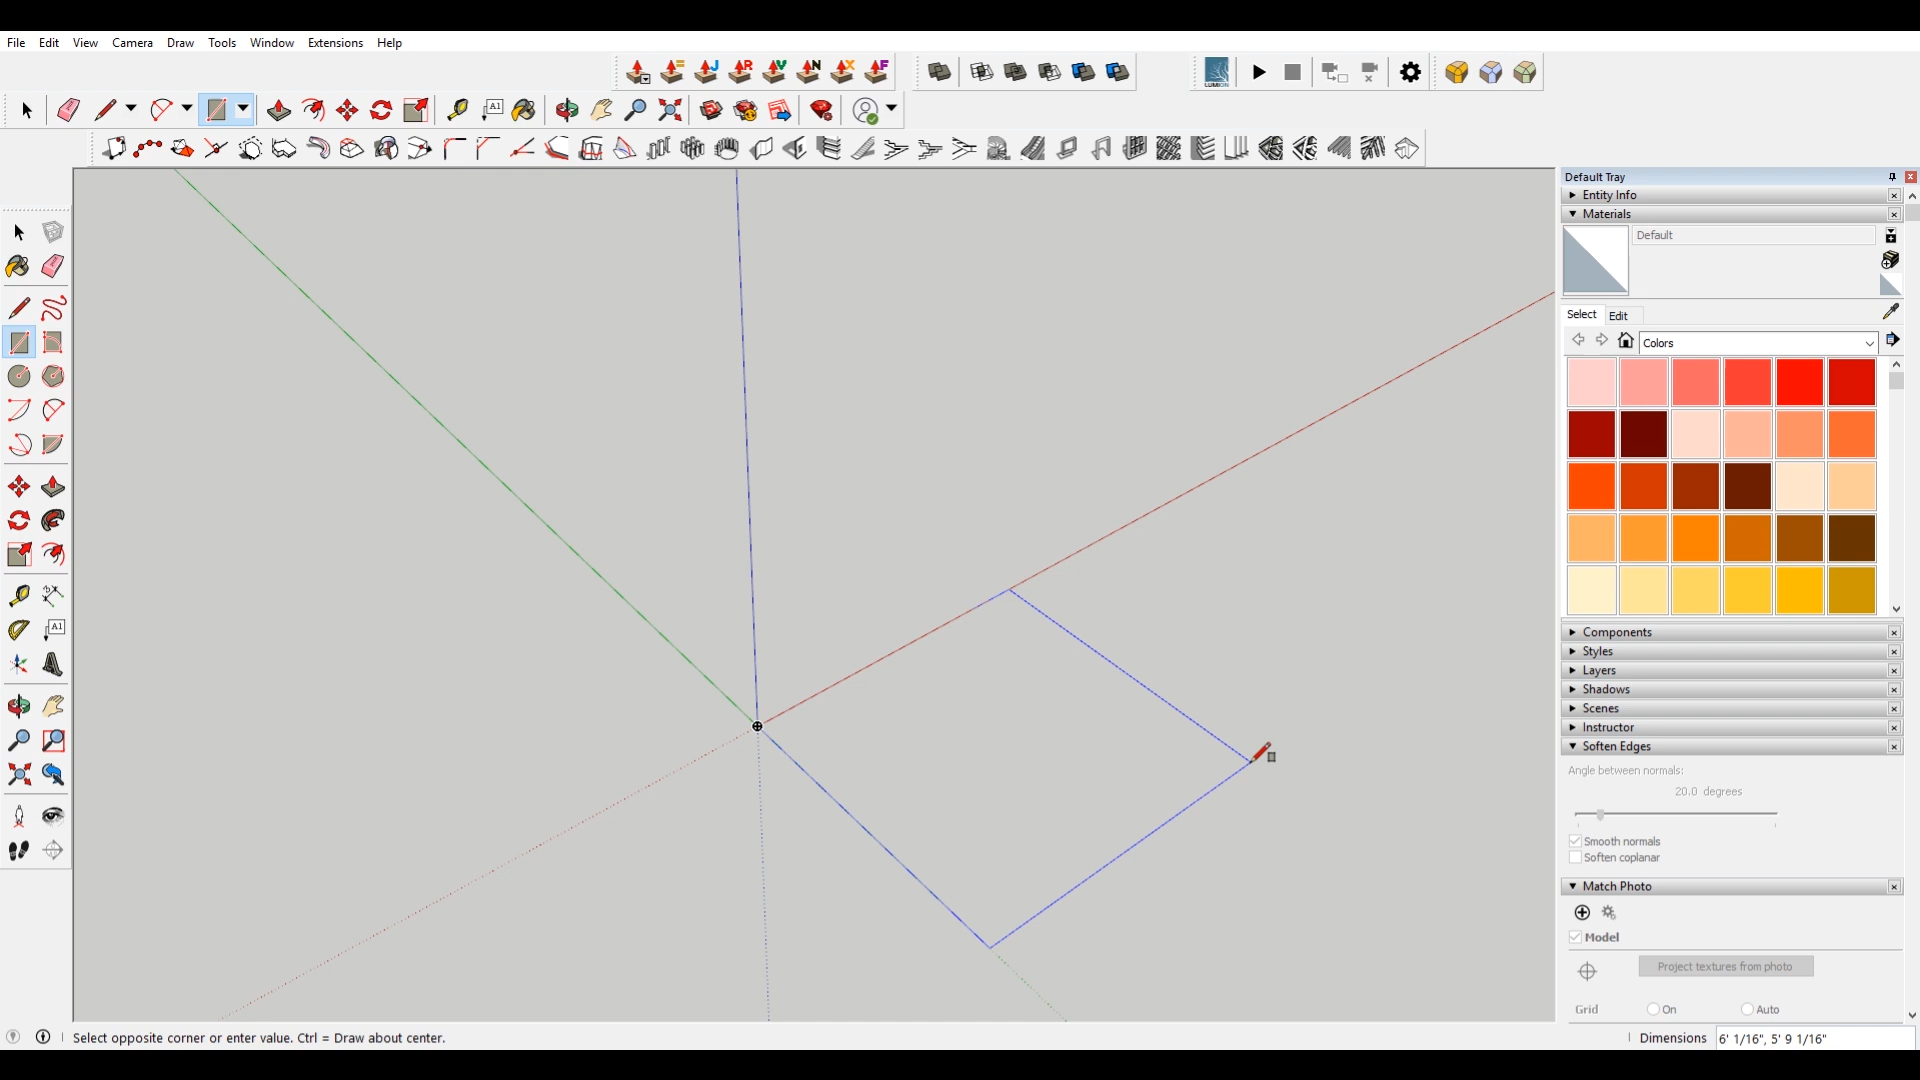 File Edit View Camera Draw Tools Window Extensions Help
J R V N X F
LUMION
A1
Default Tray
Entity Info
Materials
Default
Select Edit
Colors
A1
Components
Styles
Layers
Shadows
Scenes
Instructor
Soften Edges
Angle between normals:
20.0 degrees
Smooth normals
Soften coplanar
Match Photo
Model
Project textures from photo
Grid On Auto
Select opposite corner or enter value. Ctrl = Draw about center.
Dimensions 6' 1/16", 5' 9 1/16"